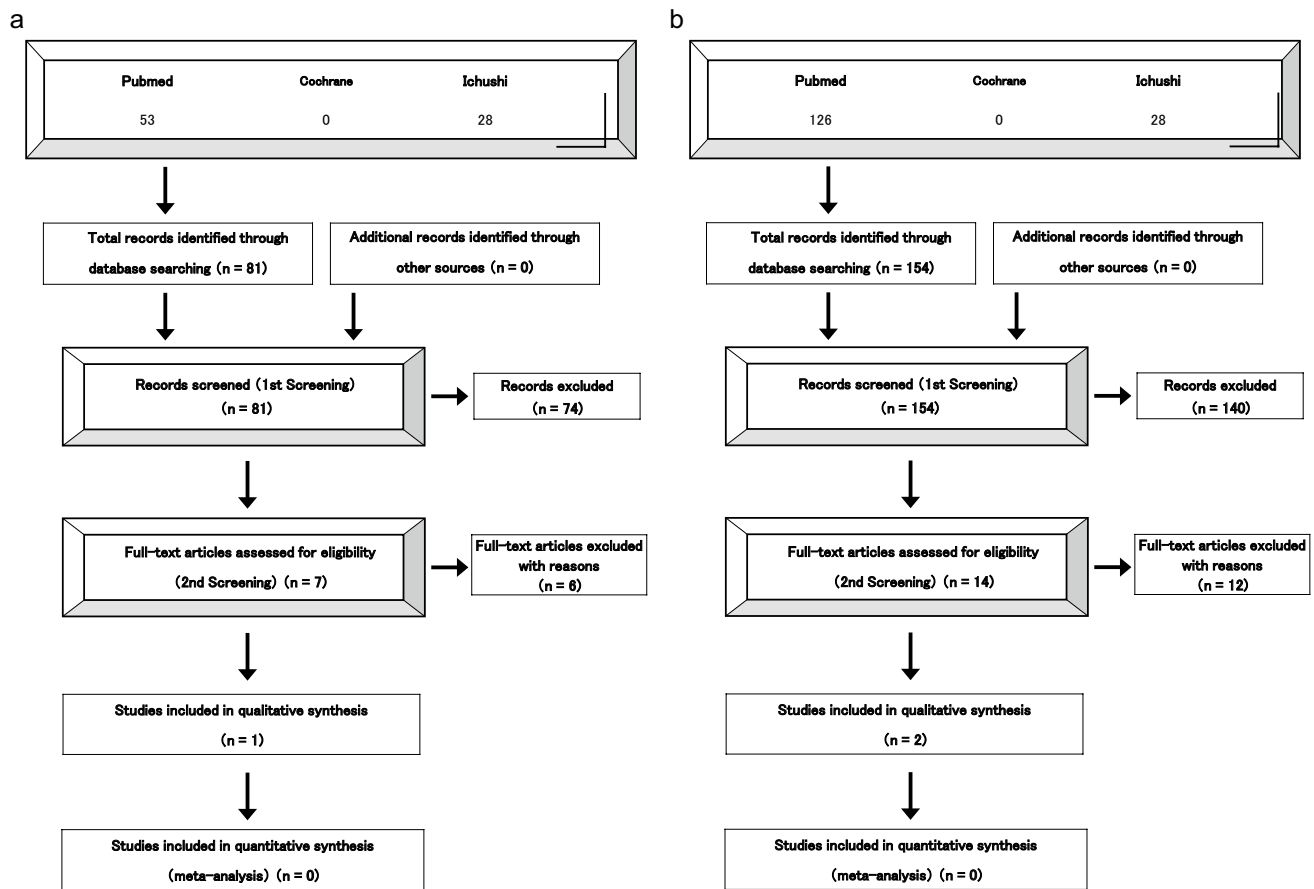 a
Pubmed Cochrane Ichushi
53 0 28
Total records identified through
database searching (n = 81)
Additional records identified through
other sources (n = 0)
Records screened (1st Screening)
(n = 81)
Records excluded
(n = 74)
Full-text articles assessed for eligibility
(2nd Screening) (n = 7)
Full-text articles excluded
with reasons
(n = 6)
Studies included in qualitative synthesis
(n = 1)
Studies included in quantitative synthesis
(meta-analysis) (n = 0)
b
Pubmed Cochrane Ichushi
126 0 28
Total records identified through
database searching (n = 154)
Additional records identified through
other sources (n = 0)
Records screened (1st Screening)
(n = 154)
Records excluded
(n = 140)
Full-text articles assessed for eligibility
(2nd Screening) (n = 14)
Full-text articles excluded
with reasons
(n = 12)
Studies included in qualitative synthesis
(n = 2)
Studies included in quantitative synthesis
(meta-analysis) (n = 0)